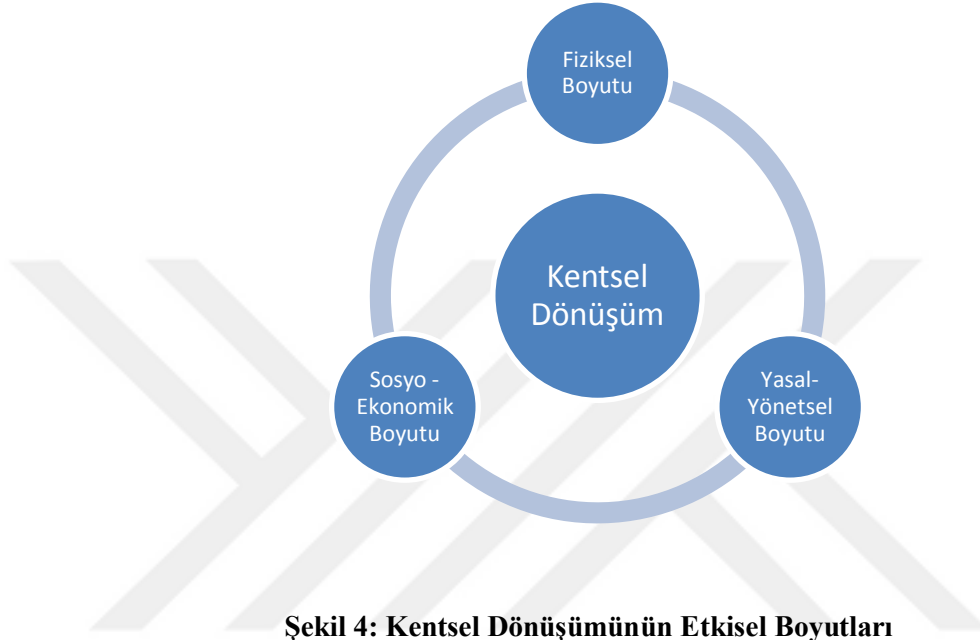 Fiziksel
Boyutu
Kentsel
Dönüşüm
Sosyo -
Ekonomik
Boyutu
Yasal-
Yönetsel
Boyutu
Şekil 4: Kentsel Dönüşümünün Etkisel Boyutları